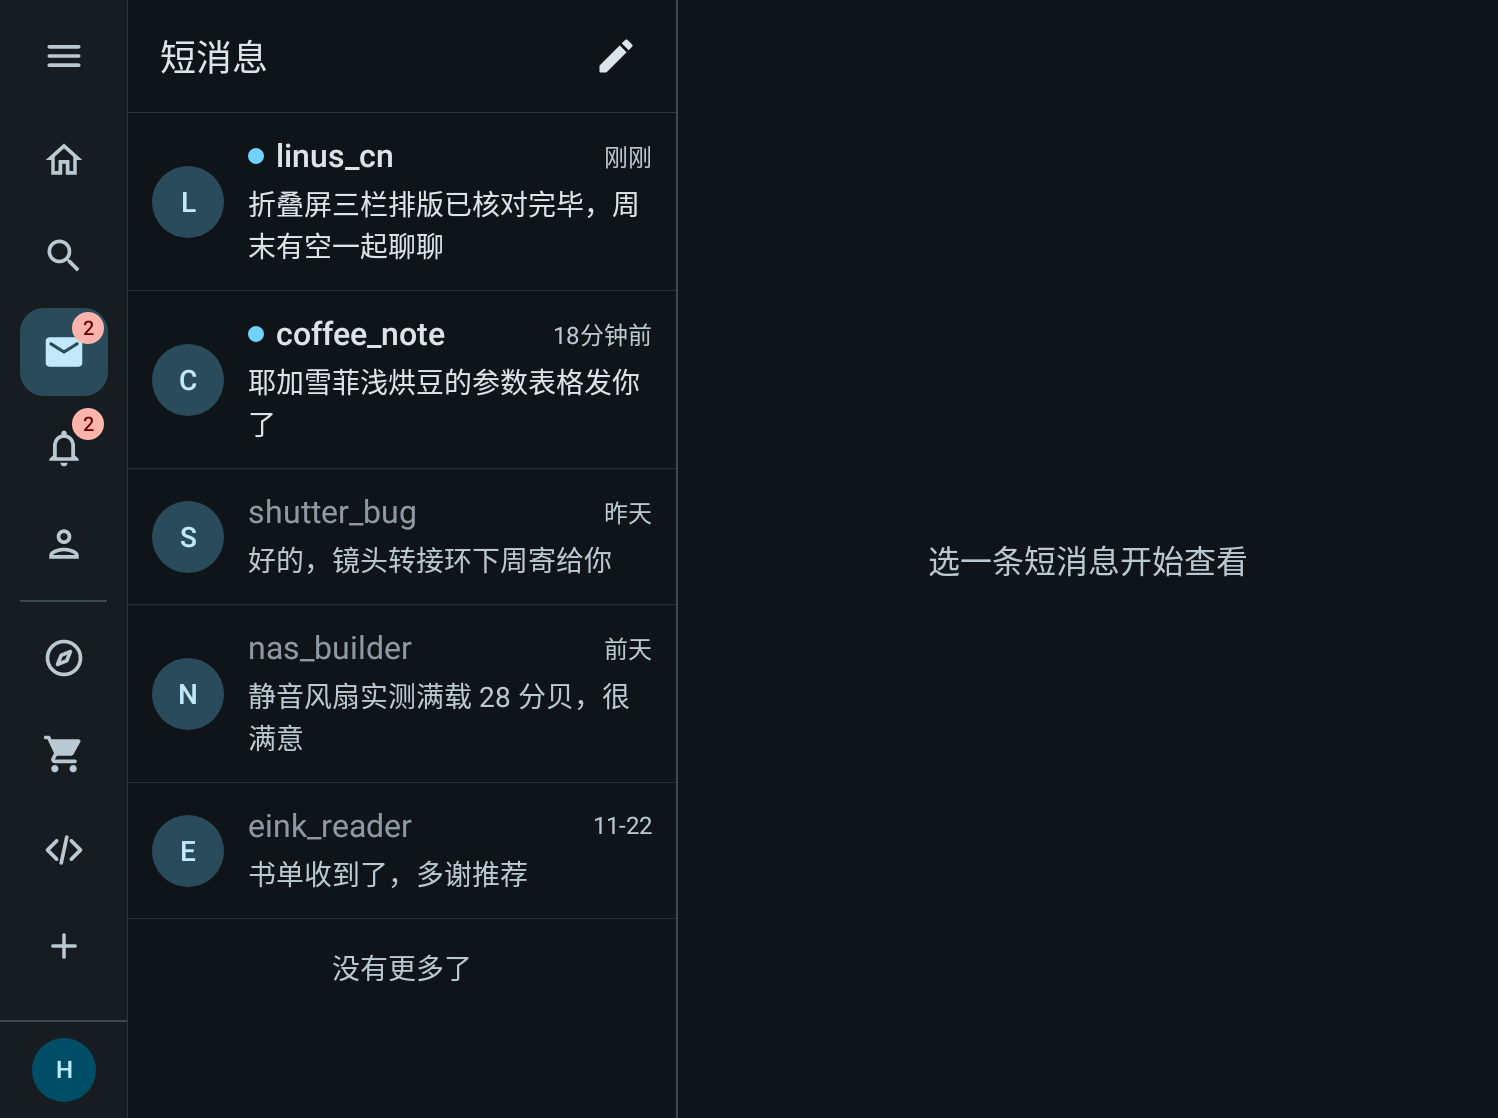 短消息
2
2
H
L
linus_cn
刚刚
折叠屏三栏排版已核对完毕，周
末有空一起聊聊
C
coffee_note
18分钟前
耶加雪菲浅烘豆的参数表格发你
了
S
shutter_bug
昨天
好的，镜头转接环下周寄给你
N
nas_builder
前天
静音风扇实测满载 28 分贝，很
满意
E
eink_reader
11-22
书单收到了，多谢推荐
没有更多了
选一条短消息开始查看